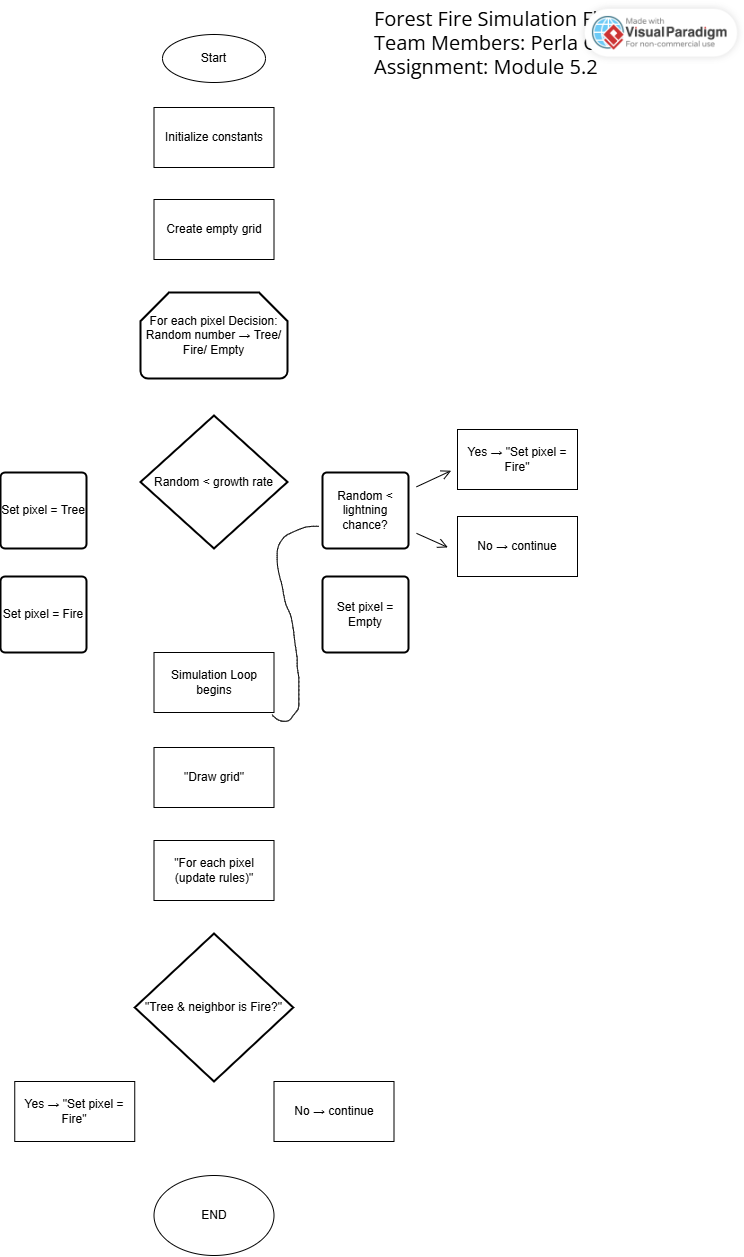 Forest Fire Simulation
Team Members: Perla
Assignment: Module 5.2
Made with
VisualParadigm
For non-commercial use
Start
Initialize constants
Create empty grid
For each pixel Decision:
Random number → Tree/
Fire/ Empty
Random < growth rate
Set pixel = Tree
Random <
lightning
chance?
Yes → "Set pixel =
Fire"
No → continue
Set pixel = Fire
Set pixel =
Empty
Simulation Loop
begins
"Draw grid"
"For each pixel
(update rules)"
"Tree & neighbor is Fire?"
Yes → "Set pixel =
Fire"
No → continue
END